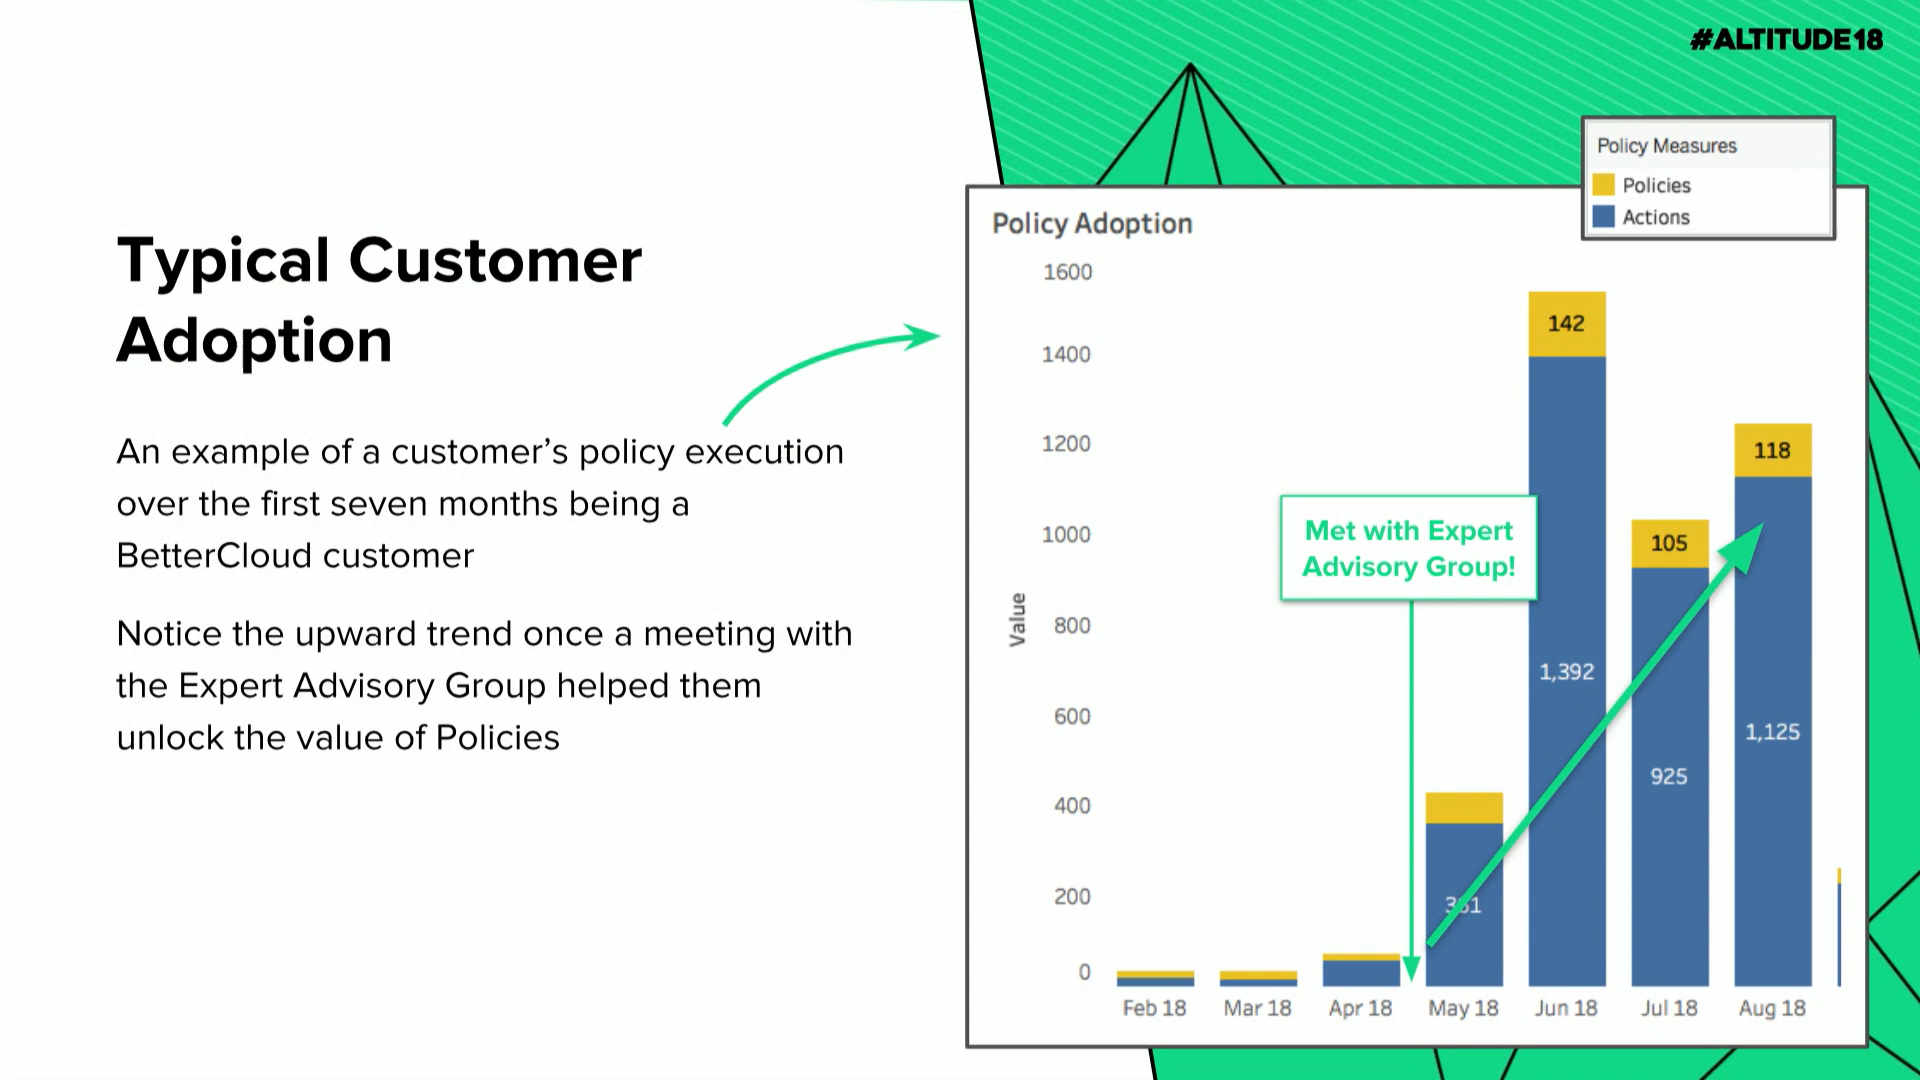 #ALTITUDE18
Typical Customer
Adoption
An example of a customer’s policy execution
over the first seven months being a
BetterCloud customer
Notice the upward trend once a meeting with
the Expert Advisory Group helped them
unlock the value of Policies
Policy Measures
Policies
Actions
Policy Adoption
1600
1400
1200
1000
800
600
400
200
0
Value
Met with Expert
Advisory Group!
142
1,392
105
925
118
1,125
Feb 18
Mar 18
Apr 18
May 18
Jun 18
Jul 18
Aug 18